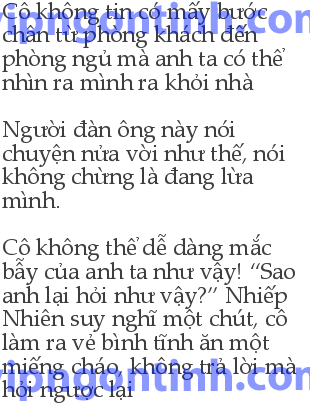 Cô không tin có mấy bước
vipngontinh.com
chân từ phòng khách đến
phòng ngủ mà anh ta có thể
nhìn ra mình ra khỏi nhà
Người đàn ông này nói
chuyện nửa vời như thế, nói
không chừng là đang lừa
mình.
Cô không thể dễ dàng mắc
bẫy của anh ta như vậy! “Sao
anh lại hỏi như vậy?” Nhiếp
Nhiên suy nghĩ một chút, cô
làm ra vẻ bình tĩnh ăn một
miếng cháo, không trả lời mà
vipngontinh.com
hỏi ngược lại